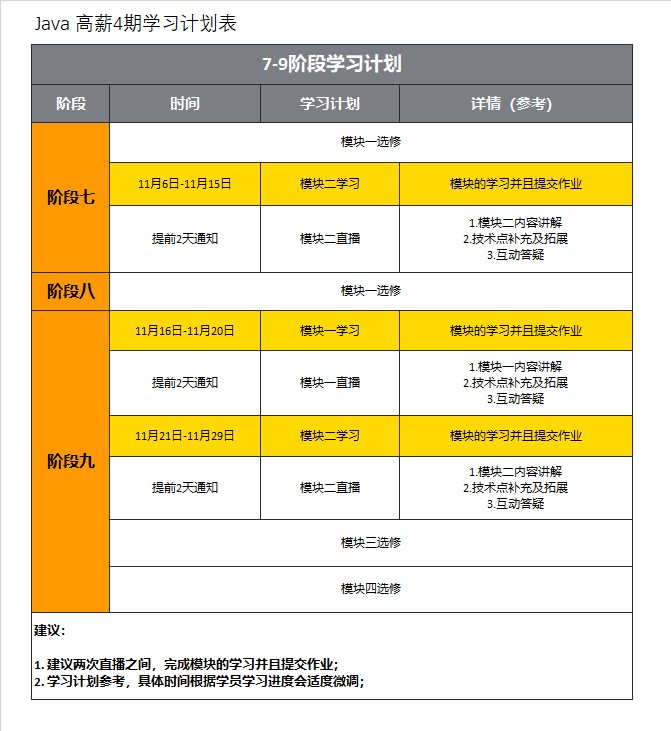 Java 高薪4期学习计划表
7-9阶段学习计划
阶段 时间 学习计划 详情（参考）
阶段七
模块一选修
11月6日-11月15日 模块二学习 模块的学习并且提交作业
提前2天通知 模块二直播
1.模块二内容讲解
2.技术点补充及拓展
3.互动答疑
阶段八 模块一选修
阶段九
11月16日-11月20日 模块一学习 模块的学习并且提交作业
提前2天通知 模块一直播
1.模块一内容讲解
2.技术点补充及拓展
3.互动答疑
11月21日-11月29日 模块二学习 模块的学习并且提交作业
提前2天通知 模块二直播
1.模块二内容讲解
2.技术点补充及拓展
3.互动答疑
模块三选修
模块四选修
建议：
1. 建议两次直播之间，完成模块的学习并且提交作业；
2. 学习计划参考，具体时间根据学员学习进度会适度微调；